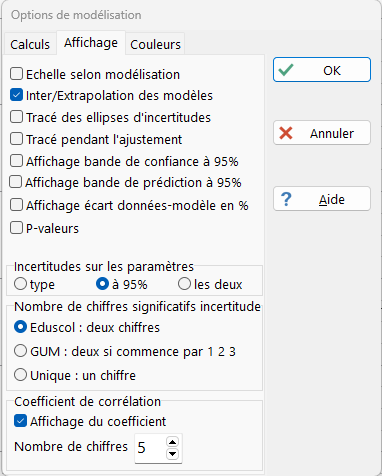 Options de modélisation
Calculs Affichage Couleurs
Echelle selon modélisation
Inter/Extrapolation des modèles
Tracé des ellipses d'incertitudes
Tracé pendant l'ajustement
Affichage bande de confiance à 95%
Affichage bande de prédiction à 95%
Affichage écart données-modèle en %
P-valeurs
OK
Annuler
Aide
Incertitudes sur les paramètres
type à 95% les deux
Nombre de chiffres significatifs incertitude
Eduscol : deux chiffres
GUM : deux si commence par 1 2 3
Unique : un chiffre
Coefficient de corrélation
Affichage du coefficient
Nombre de chiffres 5